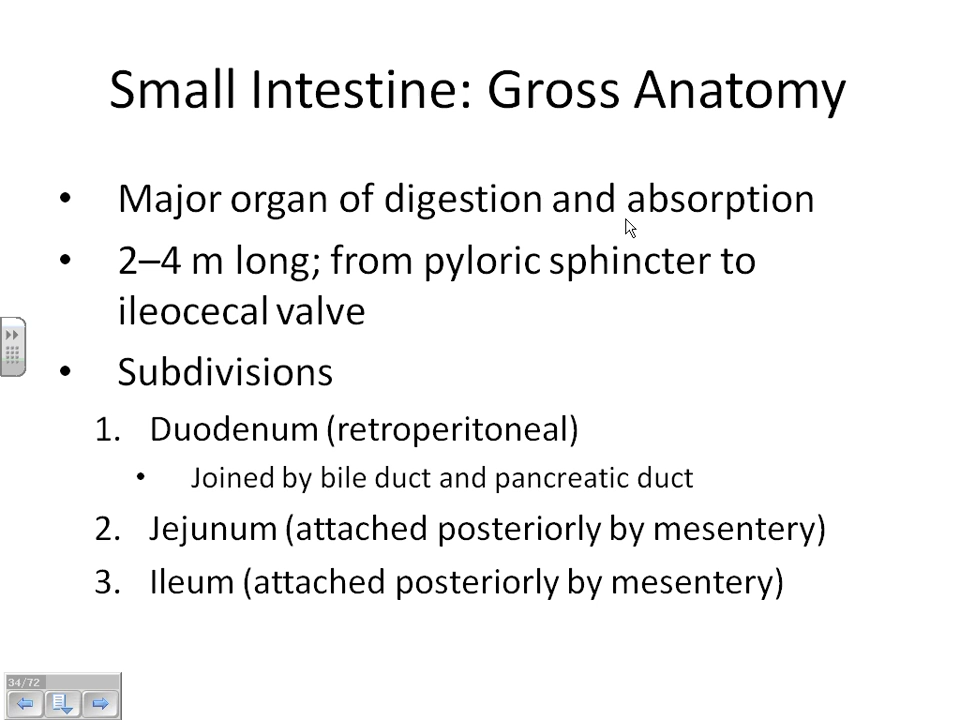 Small Intestine: Gross Anatomy
• Major organ of digestion and absorption
• 2–4 m long; from pyloric sphincter to
ileocecal valve
• Subdivisions
1. Duodenum (retroperitoneal)
• Joined by bile duct and pancreatic duct
2. Jejunum (attached posteriorly by mesentery)
3. Ileum (attached posteriorly by mesentery)
34/72